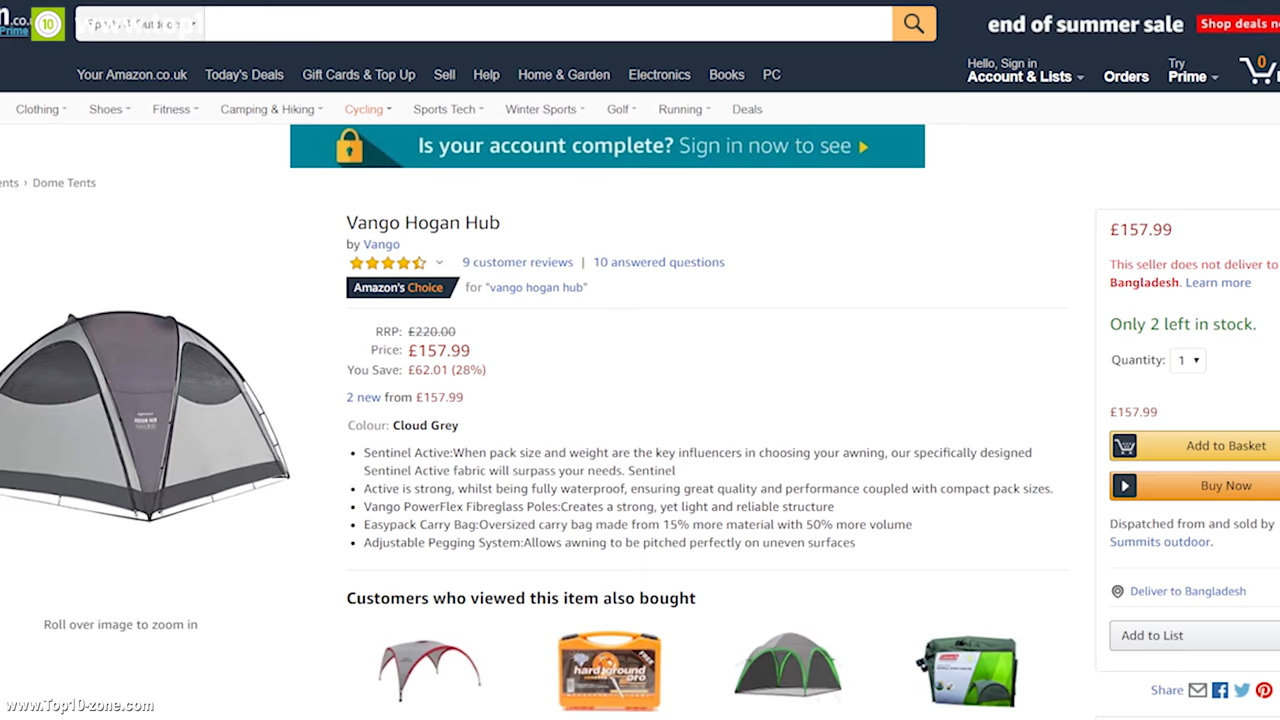 n.co.u
Prime
10
end of summer sale
Shop deals n
Your Amazon.co.uk Today's Deals Gift Cards & Top Up Sell Help Home & Garden Electronics Books PC
Hello, Sign in
Account & Lists
Orders
Try
Prime
0
Clothing Shoes Fitness Camping & Hiking Cycling Sports Tech Winter Sports Golf Running Deals
Is your account complete? Sign in now to see
ents › Dome Tents
Vango Hogan Hub
by Vango
9 customer reviews | 10 answered questions
Amazon's Choice for "vango hogan hub"
RRP: £220.00
Price: £157.99
You Save: £62.01 (28%)
2 new from £157.99
Colour: Cloud Grey
• Sentinel Active:When pack size and weight are the key influencers in choosing your awning, our specifically designed
Sentinel Active fabric will surpass your needs. Sentinel
• Active is strong, whilst being fully waterproof, ensuring great quality and performance coupled with compact pack sizes.
• Vango PowerFlex Fibreglass Poles:Creates a strong, yet light and reliable structure
• Easypack Carry Bag:Oversized carry bag made from 15% more material with 50% more volume
• Adjustable Pegging System:Allows awning to be pitched perfectly on uneven surfaces
HOGAN HUB
Roll over image to zoom in
Customers who viewed this item also bought
hard ground
pro
FREE
Coleman
£157.99
This seller does not deliver to
Bangladesh. Learn more
Only 2 left in stock.
Quantity: 1
£157.99
Add to Basket
Buy Now
Dispatched from and sold by
Summits outdoor.
Deliver to Bangladesh
Add to List
Share
www.Top10-zone.com